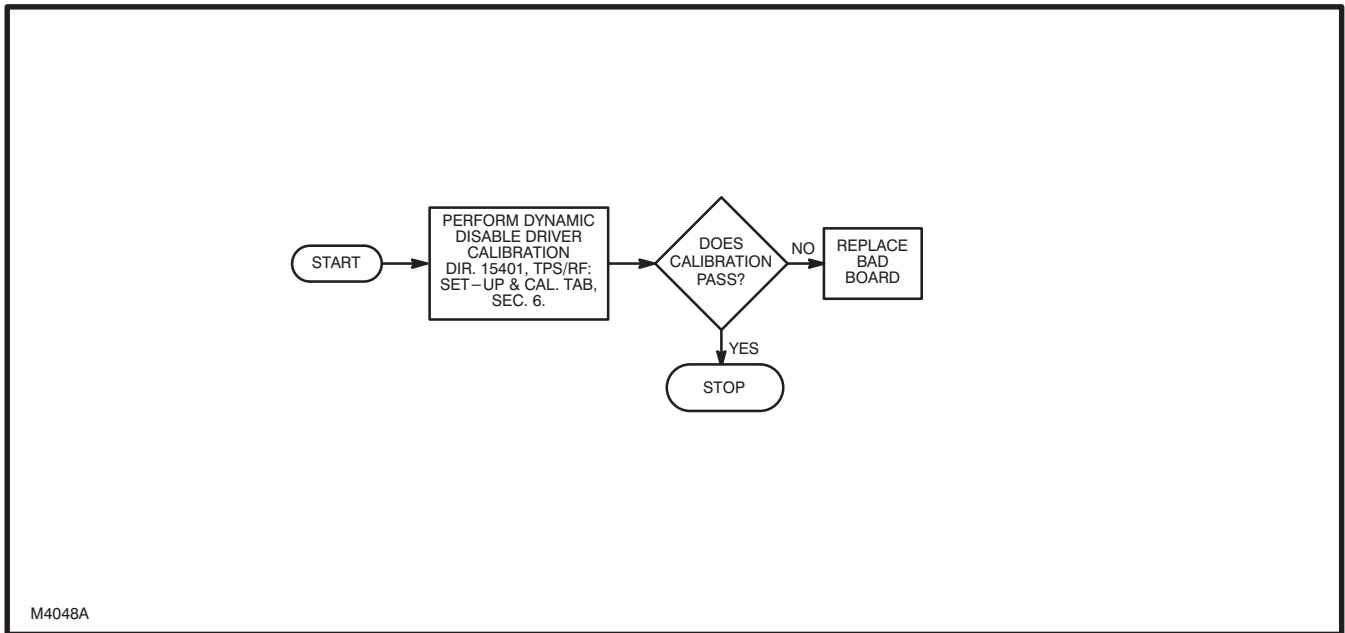 START
PERFORM DYNAMIC
DISABLE DRIVER
CALIBRATION
DIR. 15401, TPS/RF:
SET−UP & CAL. TAB,
SEC. 6.
DOES
CALIBRATION
PASS?
NO
REPLACE
BAD
BOARD
YES
STOP
M4048A